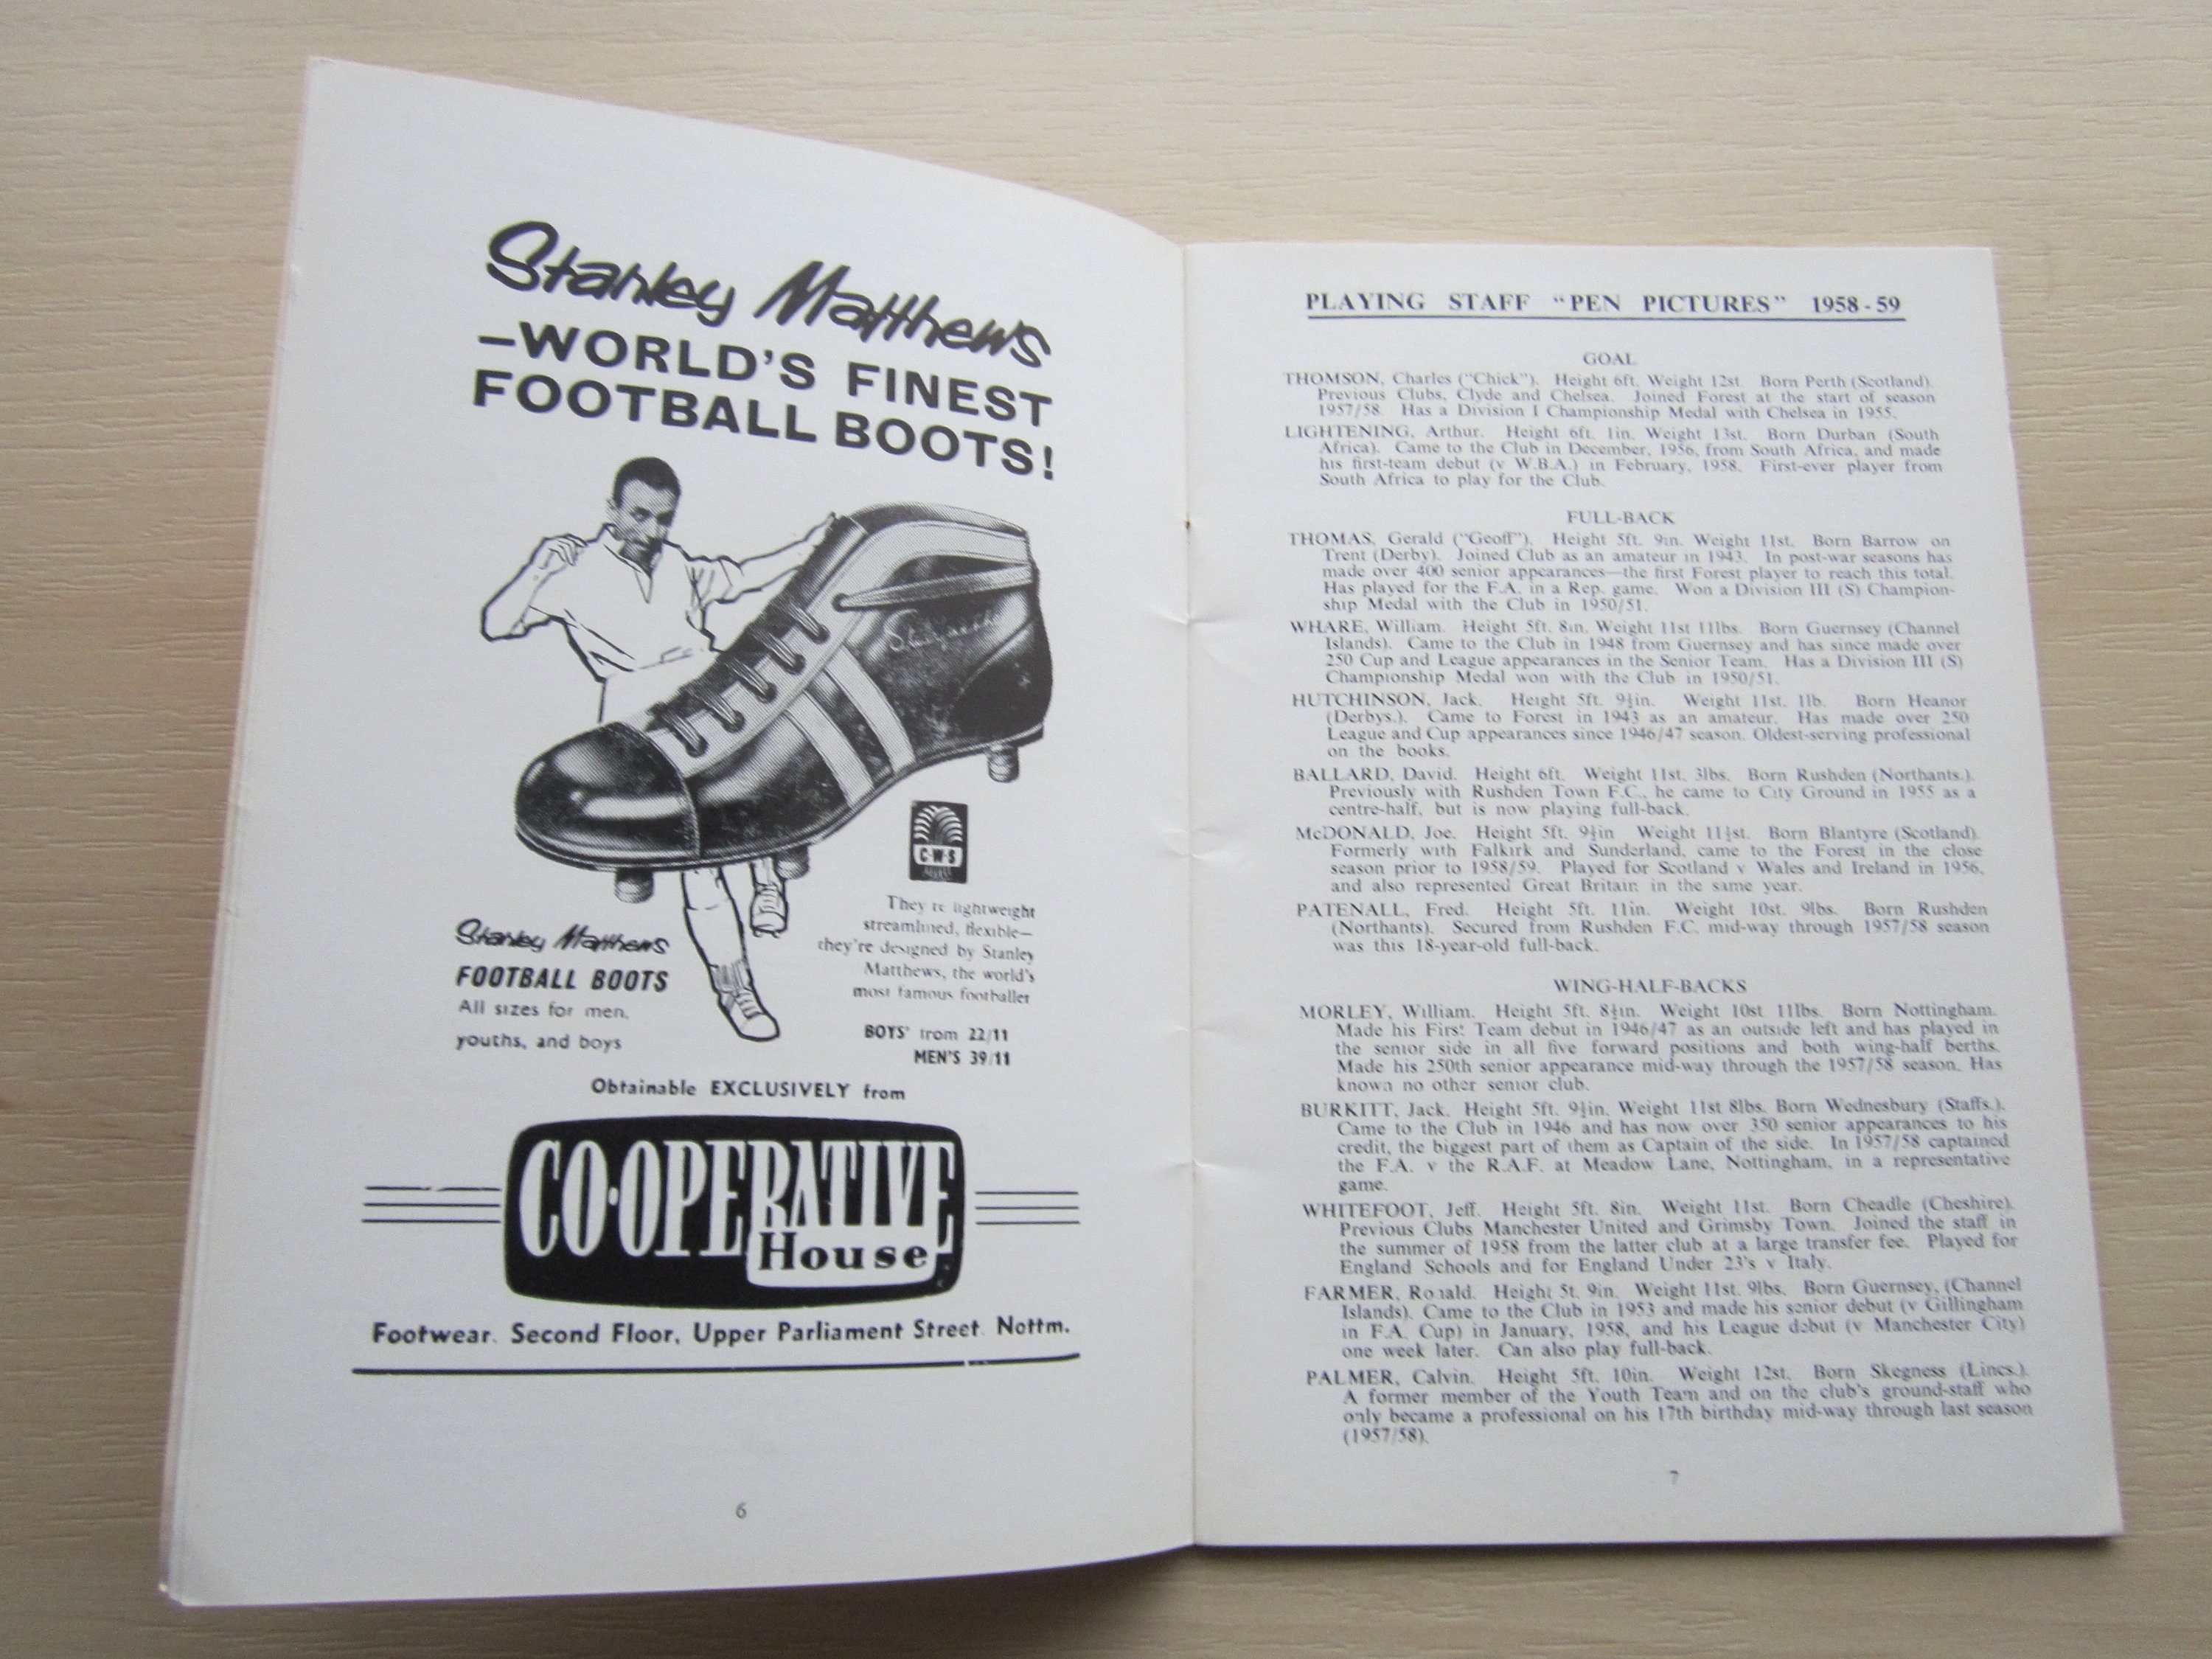 Stanley Matthews
—WORLD'S FINEST
FOOTBALL BOOTS!
C·W·S
They're lightweight
streamlined, flexible—
they're designed by Stanley
Matthews, the world's
most famous footballer
Stanley Matthews
FOOTBALL BOOTS
All sizes for men,
youths, and boys
BOYS' from 22/11
MEN'S 39/11
Obtainable EXCLUSIVELY from
CO-OPERATIVE
House
Footwear. Second Floor, Upper Parliament Street. Nottm.
6
PLAYING STAFF "PEN PICTURES" 1958-59
GOAL
THOMSON, Charles ("Chick"). Height 6ft. Weight 12st. Born Perth (Scotland).
Previous Clubs, Clyde and Chelsea. Joined Forest at the start of season
1957/58. Has a Division I Championship Medal with Chelsea in 1955.
LIGHTENING, Arthur. Height 6ft. 1in. Weight 13st. Born Durban (South
Africa). Came to the Club in December, 1956, from South Africa, and made
his first-team debut (v W.B.A.) in February, 1958. First-ever player from
South Africa to play for the Club.
FULL-BACK
THOMAS, Gerald ("Geoff"). Height 5ft. 9in. Weight 11st. Born Barrow on
Trent (Derby). Joined Club as an amateur in 1943. In post-war seasons has
made over 400 senior appearances—the first Forest player to reach this total.
Has played for the F.A. in a Rep. game. Won a Division III (S) Champion-
ship Medal with the Club in 1950/51.
WHARE, William. Height 5ft. 8in. Weight 11st 11lbs. Born Guernsey (Channel
Islands). Came to the Club in 1948 from Guernsey and has since made over
250 Cup and League appearances in the Senior Team. Has a Division III (S)
Championship Medal won with the Club in 1950/51.
HUTCHINSON, Jack. Height 5ft. 9½in. Weight 11st. 1lb. Born Heanor
(Derbys.). Came to Forest in 1943 as an amateur. Has made over 250
League and Cup appearances since 1946/47 season. Oldest-serving professional
on the books.
BALLARD, David. Height 6ft. Weight 11st. 3lbs. Born Rushden (Northants.).
Previously with Rushden Town F.C., he came to City Ground in 1955 as a
centre-half, but is now playing full-back.
McDONALD, Joe. Height 5ft. 9½in Weight 11½st. Born Blantyre (Scotland).
Formerly with Falkirk and Sunderland, came to the Forest in the close
season prior to 1958/59. Played for Scotland v Wales and Ireland in 1956,
and also represented Great Britain in the same year.
PATENALL, Fred. Height 5ft. 11in. Weight 10st. 9lbs. Born Rushden
(Northants). Secured from Rushden F.C. mid-way through 1957/58 season
was this 18-year-old full-back.
WING-HALF-BACKS
MORLEY, William. Height 5ft. 8½in. Weight 10st 11lbs. Born Nottingham.
Made his First Team debut in 1946/47 as an outside left and has played in
the senior side in all five forward positions and both wing-half berths.
Made his 250th senior appearance mid-way through the 1957/58 season. Has
known no other senior club.
BURKITT, Jack. Height 5ft. 9½in. Weight 11st 8lbs. Born Wednesbury (Staffs.).
Came to the Club in 1946 and has now over 350 senior appearances to his
credit, the biggest part of them as Captain of the side. In 1957/58 captained
the F.A. v the R.A.F. at Meadow Lane, Nottingham, in a representative
game.
WHITEFOOT, Jeff. Height 5ft. 8in. Weight 11st. Born Cheadle (Cheshire).
Previous Clubs Manchester United and Grimsby Town. Joined the staff in
the summer of 1958 from the latter club at a large transfer fee. Played for
England Schools and for England Under 23's v Italy.
FARMER, Ronald. Height 5t. 9in. Weight 11st. 9lbs. Born Guernsey, (Channel
Islands). Came to the Club in 1953 and made his senior debut (v Gillingham
in F.A. Cup) in January, 1958, and his League debut (v Manchester City)
one week later. Can also play full-back.
PALMER, Calvin. Height 5ft. 10in. Weight 12st. Born Skegness (Lincs.).
A former member of the Youth Team and on the club's ground-staff who
only became a professional on his 17th birthday mid-way through last season
(1957/58).
7